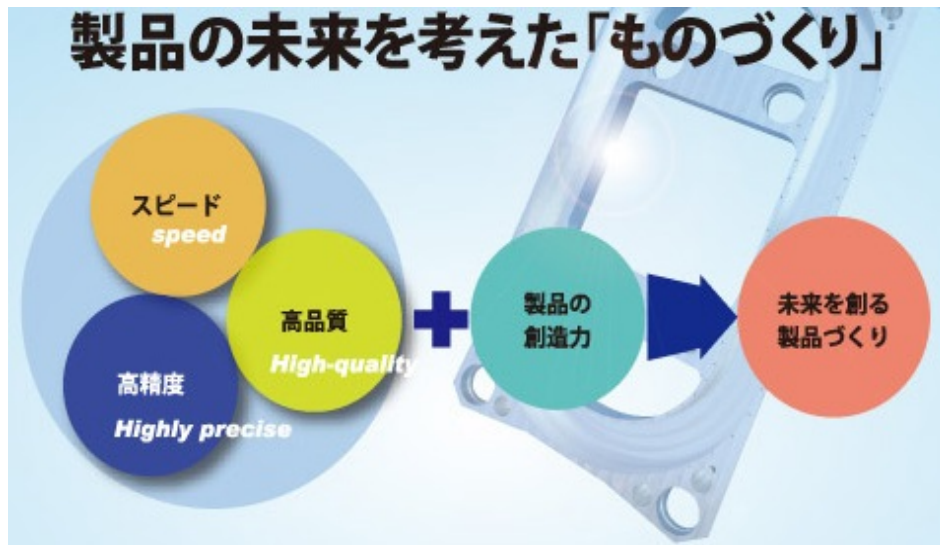 製品の未来を考えた「ものづくり」
スピード
speed
高品質
High-quality
高精度
Highly precise
製品の
創造力
未来を創る
製品づくり